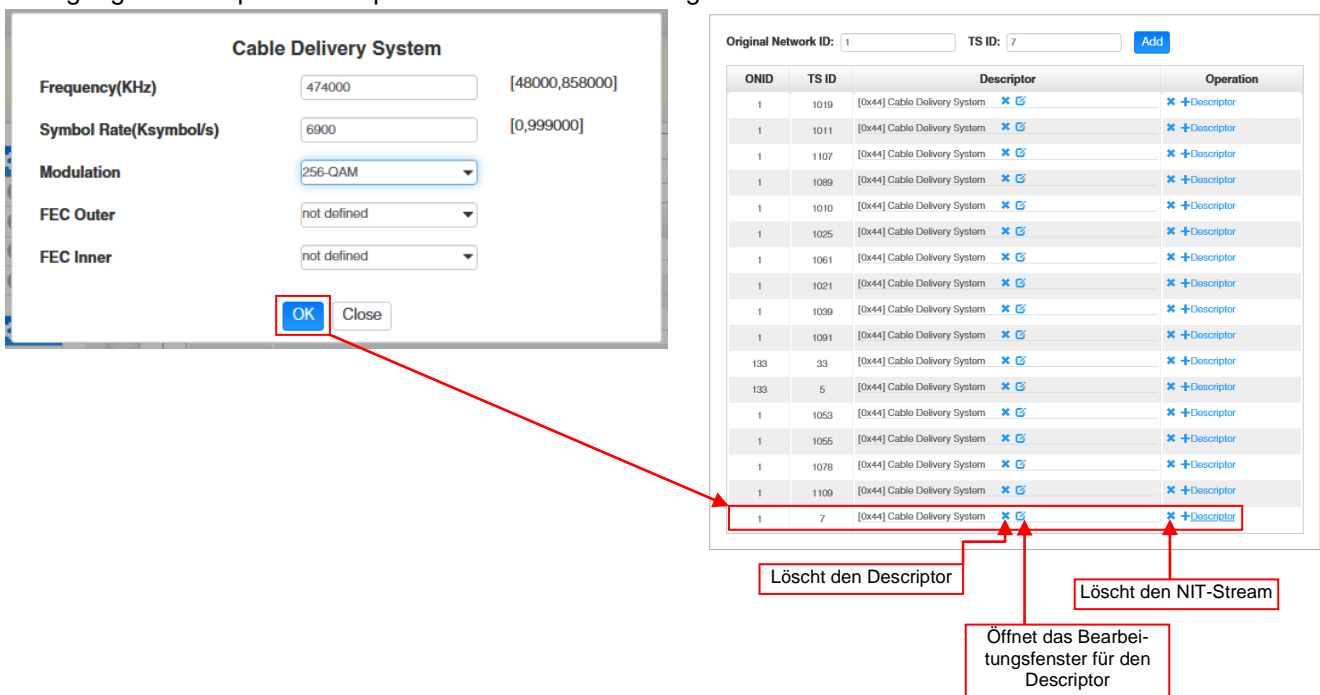 Cable Delivery System
Frequency(KHz) 474000 [48000,858000]
Symbol Rate(Ksymbol/s) 6900 [0,999000]
Modulation 256-QAM
FEC Outer not defined
FEC Inner not defined
OK Close
Original Network ID: 1 TS ID: 7 Add
ONID TS ID Descriptor Operation
1 1019 [0x44] Cable Delivery System Descriptor
1 1011 [0x44] Cable Delivery System Descriptor
1 1107 [0x44] Cable Delivery System Descriptor
1 1089 [0x44] Cable Delivery System Descriptor
1 1010 [0x44] Cable Delivery System Descriptor
1 1025 [0x44] Cable Delivery System Descriptor
1 1061 [0x44] Cable Delivery System Descriptor
1 1021 [0x44] Cable Delivery System Descriptor
1 1039 [0x44] Cable Delivery System Descriptor
1 1091 [0x44] Cable Delivery System Descriptor
133 33 [0x44] Cable Delivery System Descriptor
133 5 [0x44] Cable Delivery System Descriptor
1 1053 [0x44] Cable Delivery System Descriptor
1 1055 [0x44] Cable Delivery System Descriptor
1 1078 [0x44] Cable Delivery System Descriptor
1 1109 [0x44] Cable Delivery System Descriptor
1 7 [0x44] Cable Delivery System Descriptor
Löscht den Descriptor
Löscht den NIT-Stream
Öffnet das Bearbei-
tungsfenster für den
Descriptor